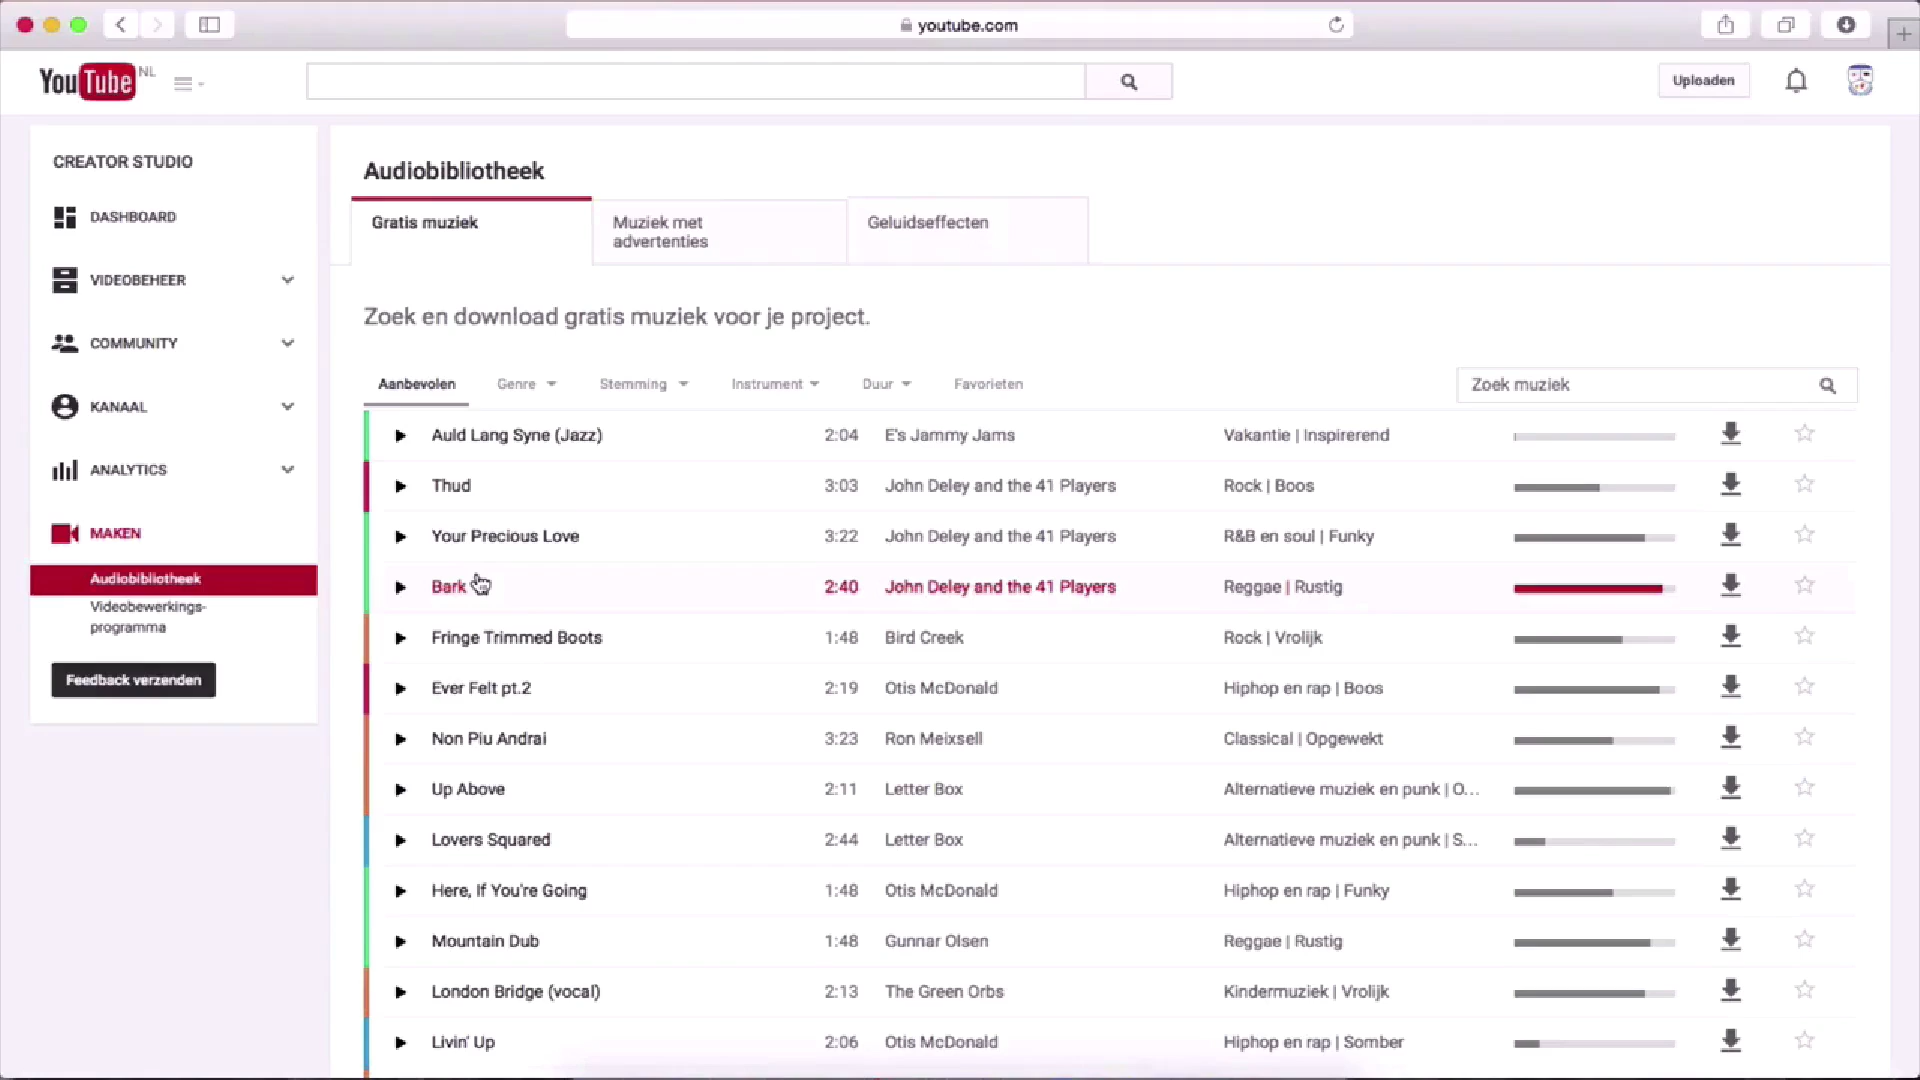 youtube.com
YouTube NL
Uploaden
CREATOR STUDIO
DASHBOARD
VIDEOBEHEER
COMMUNITY
KANAAL
ANALYTICS
MAKEN
Audiobibliotheek
Videobewerkings-
programma
Feedback verzenden
Audiobibliotheek
Gratis muziek
Muziek met
advertenties
Geluidseffecten
Zoek en download gratis muziek voor je project.
Aanbevolen Genre Stemming Instrument Duur Favorieten Zoek muziek
Auld Lang Syne (Jazz) 2:04 E's Jammy Jams Vakantie | Inspirerend
Thud 3:03 John Deley and the 41 Players Rock | Boos
Your Precious Love 3:22 John Deley and the 41 Players R&B en soul | Funky
Bark 2:40 John Deley and the 41 Players Reggae | Rustig
Fringe Trimmed Boots 1:48 Bird Creek Rock | Vrolijk
Ever Felt pt.2 2:19 Otis McDonald Hiphop en rap | Boos
Non Piu Andrai 3:23 Ron Meixsell Classical | Opgewekt
Up Above 2:11 Letter Box Alternatieve muziek en punk | O...
Lovers Squared 2:44 Letter Box Alternatieve muziek en punk | S...
Here, If You're Going 1:48 Otis McDonald Hiphop en rap | Funky
Mountain Dub 1:48 Gunnar Olsen Reggae | Rustig
London Bridge (vocal) 2:13 The Green Orbs Kindermuziek | Vrolijk
Livin' Up 2:06 Otis McDonald Hiphop en rap | Somber